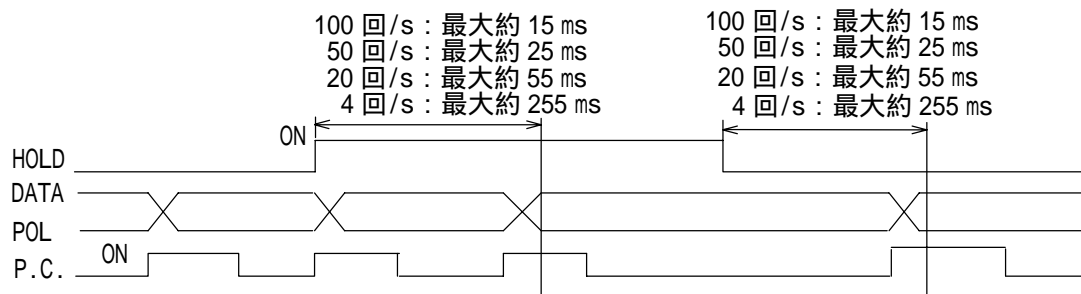 100 回/s：最大約 15 ms
50 回/s：最大約 25 ms
20 回/s：最大約 55 ms
4 回/s：最大約 255 ms
100 回/s：最大約 15 ms
50 回/s：最大約 25 ms
20 回/s：最大約 55 ms
4 回/s：最大約 255 ms
ON
HOLD
DATA
POL
ON
P.C.